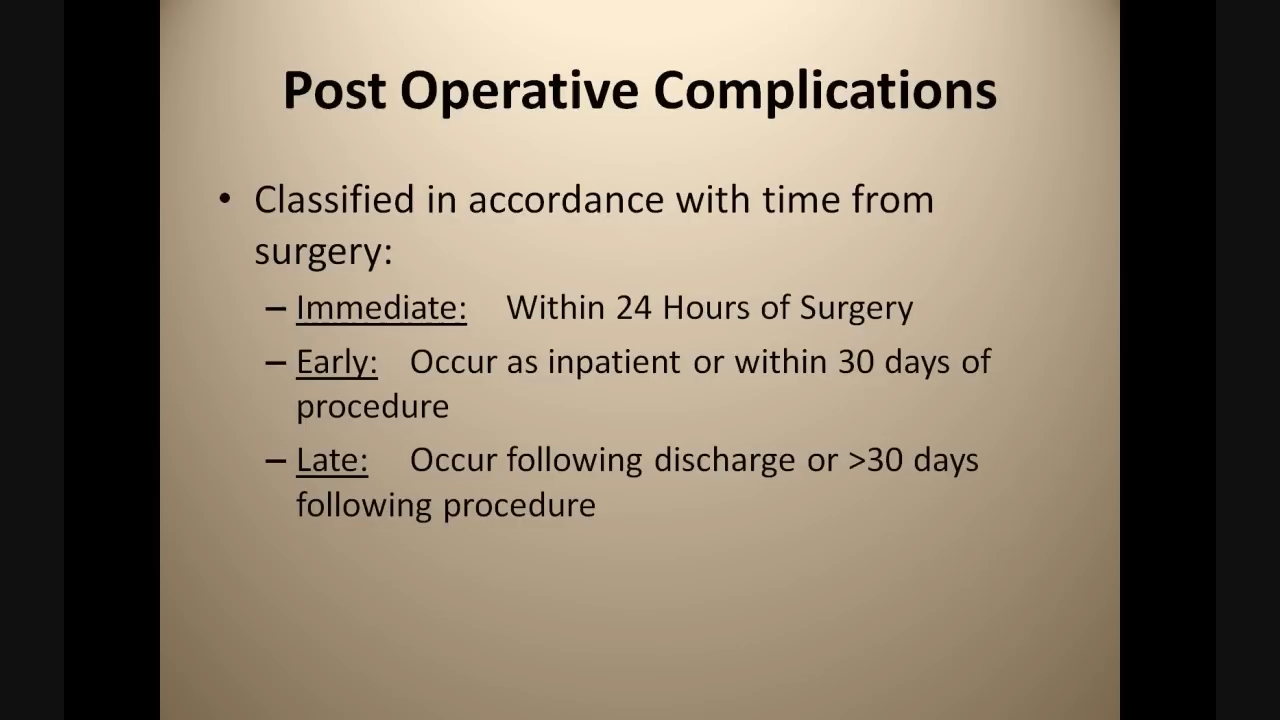 Post Operative Complications
• Classified in accordance with time from
surgery:
– Immediate: Within 24 Hours of Surgery
– Early: Occur as inpatient or within 30 days of
procedure
– Late: Occur following discharge or >30 days
following procedure